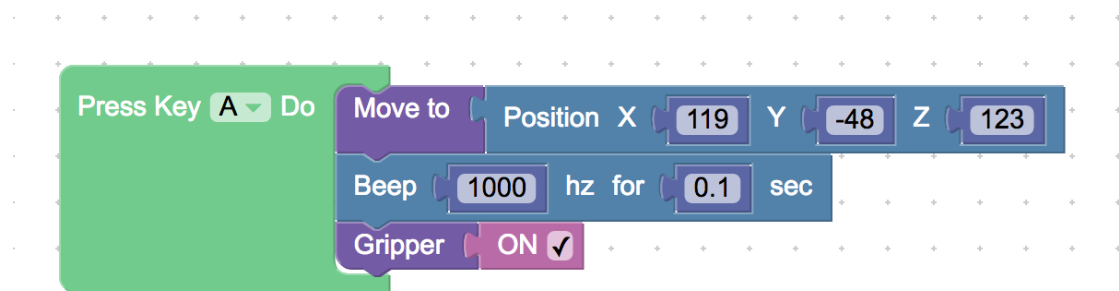 Press Key A Do Move to Position X 119 Y -48 Z 123
Beep 1000 hz for 0.1 sec
Gripper ON ✓